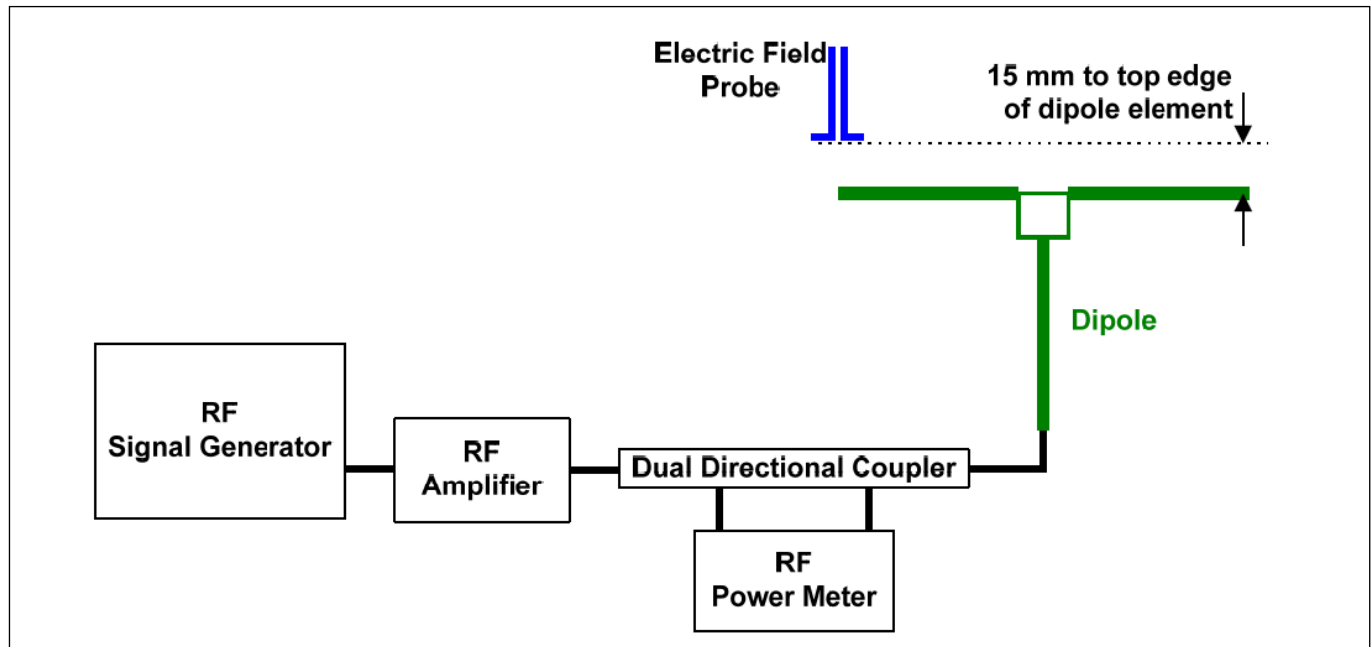 Electric Field
Probe
15 mm to top edge
of dipole element
Dipole
RF
Signal Generator
RF
Amplifier
Dual Directional Coupler
RF
Power Meter